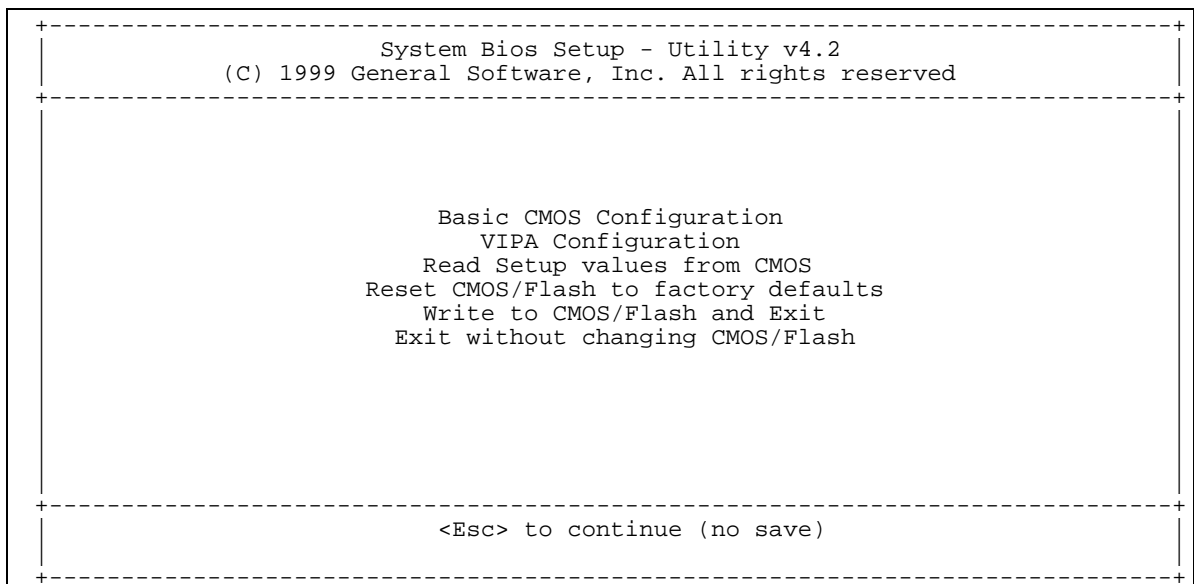 System Bios Setup - Utility v4.2
(C) 1999 General Software, Inc. All rights reserved
Basic CMOS Configuration
VIPA Configuration
Read Setup values from CMOS
Reset CMOS/Flash to factory defaults
Write to CMOS/Flash and Exit
Exit without changing CMOS/Flash
<Esc> to continue (no save)